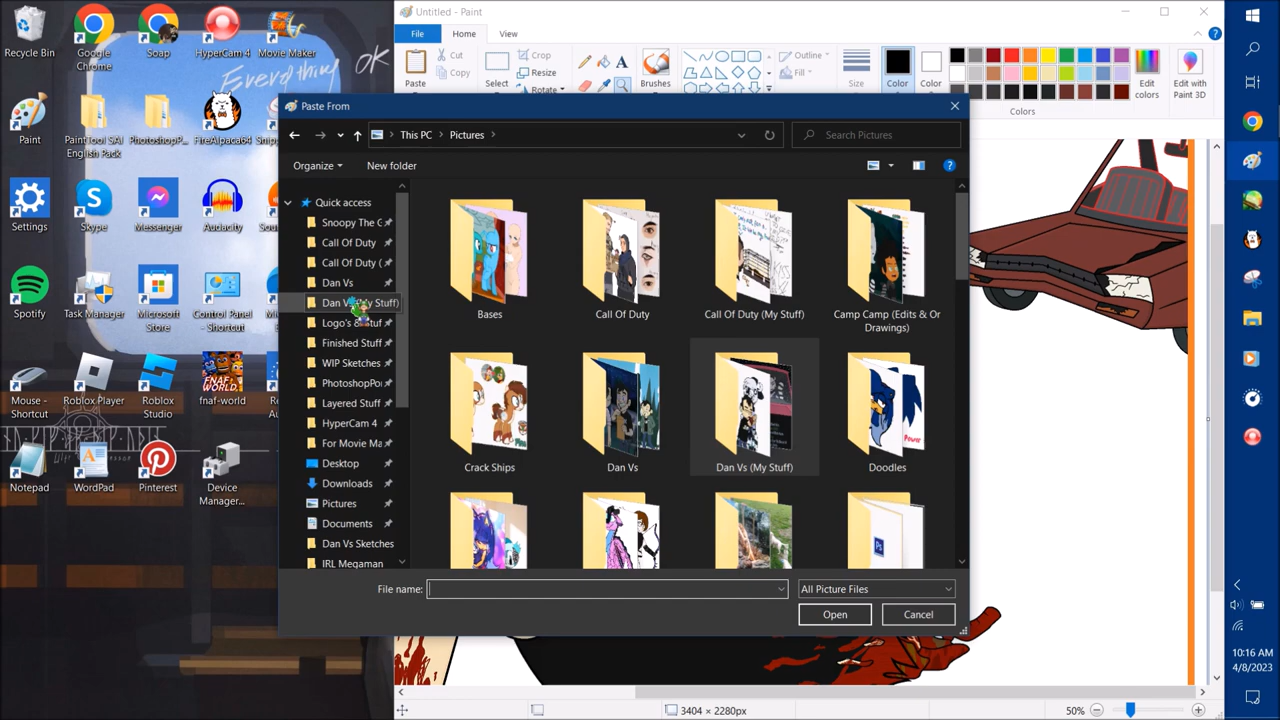 Everything OK
Recycle Bin
Google Chrome
Soap
HyperCam 4
Movie Maker
Paint
PaintTool SAI English Pack
PhotoshopP...
FireAlpaca64
Settings
Skype
Messenger
Audacity
Spotify
Task Manager
Microsoft Store
Control Panel - Shortcut
Mouse - Shortcut
Roblox Player
Roblox Studio
fnaf-world
Notepad
WordPad
Pinterest
Device Manager...
Untitled - Paint
File
Home
View
Paste
Cut
Copy
Select
Crop
Resize
Rotate
Brushes
Outline
Fill
Size
Color
Color
Edit colors
Edit with Paint 3D
Colors
Paste From
This PC
Pictures
Search Pictures
Organize
New folder
Quick access
Snoopy The C
Call Of Duty
Call Of Duty (
Dan Vs
Dan Vs (My Stuff)
Logo's & Stuf
Finished Stuff
WIP Sketches
PhotoshopPo
Layered Stuff
HyperCam 4
For Movie Ma
Desktop
Downloads
Pictures
Documents
Dan Vs Sketches
IRL Megaman
Bases
Call Of Duty
Call Of Duty (My Stuff)
Camp Camp (Edits & Or Drawings)
Crack Ships
Dan Vs
Dan Vs (My Stuff)
Doodles
Power
File name:
All Picture Files
Open
Cancel
3404 × 2280px
50%
10:16 AM
4/8/2023